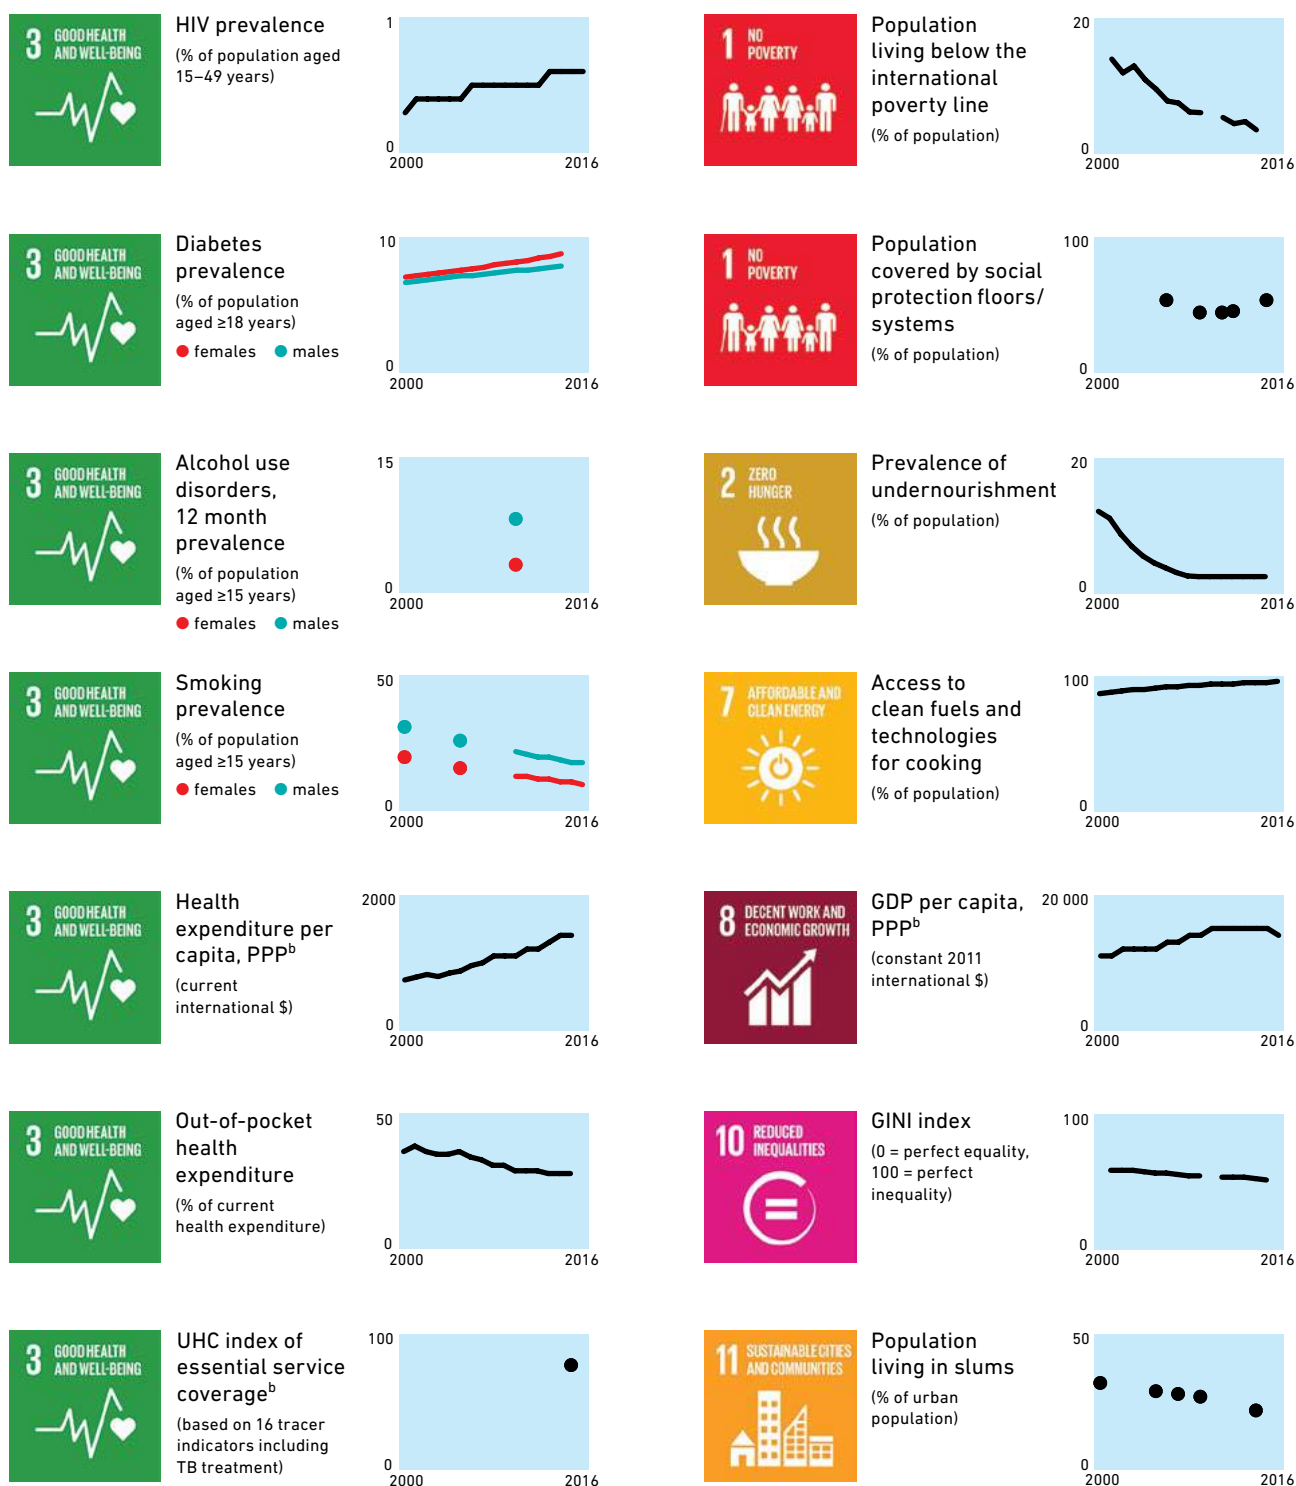 3 GOOD HEALTH
AND WELL-BEING
HIV prevalence
(% of population aged
15–49 years)
1
0
2000 2016
3 GOOD HEALTH
AND WELL-BEING
Diabetes
prevalence
(% of population
aged ≥18 years)
females males
10
0
2000 2016
3 GOOD HEALTH
AND WELL-BEING
Alcohol use
disorders,
12 month
prevalence
(% of population
aged ≥15 years)
females males
15
0
2000 2016
3 GOOD HEALTH
AND WELL-BEING
Smoking
prevalence
(% of population
aged ≥15 years)
females males
50
0
2000 2016
3 GOOD HEALTH
AND WELL-BEING
Health
expenditure per
capita, PPPᵇ
(current
international $)
2000
0
2000 2016
3 GOOD HEALTH
AND WELL-BEING
Out-of-pocket
health
expenditure
(% of current
health expenditure)
50
0
2000 2016
3 GOOD HEALTH
AND WELL-BEING
UHC index of
essential service
coverageᵇ
(based on 16 tracer
indicators including
TB treatment)
100
0
2000 2016
1 NO
POVERTY
Population
living below the
international
poverty line
(% of population)
20
0
2000 2016
1 NO
POVERTY
Population
covered by social
protection floors/
systems
(% of population)
100
0
2000 2016
2 ZERO
HUNGER
Prevalence of
undernourishment
(% of population)
20
0
2000 2016
7 AFFORDABLE AND
CLEAN ENERGY
Access to
clean fuels and
technologies
for cooking
(% of population)
100
0
2000 2016
8 DECENT WORK AND
ECONOMIC GROWTH
GDP per capita,
PPPᵇ
(constant 2011
international $)
20 000
0
2000 2016
10 REDUCED
INEQUALITIES
GINI index
(0 = perfect equality,
100 = perfect
inequality)
100
0
2000 2016
11 SUSTAINABLE CITIES
AND COMMUNITIES
Population
living in slums
(% of urban
population)
50
0
2000 2016